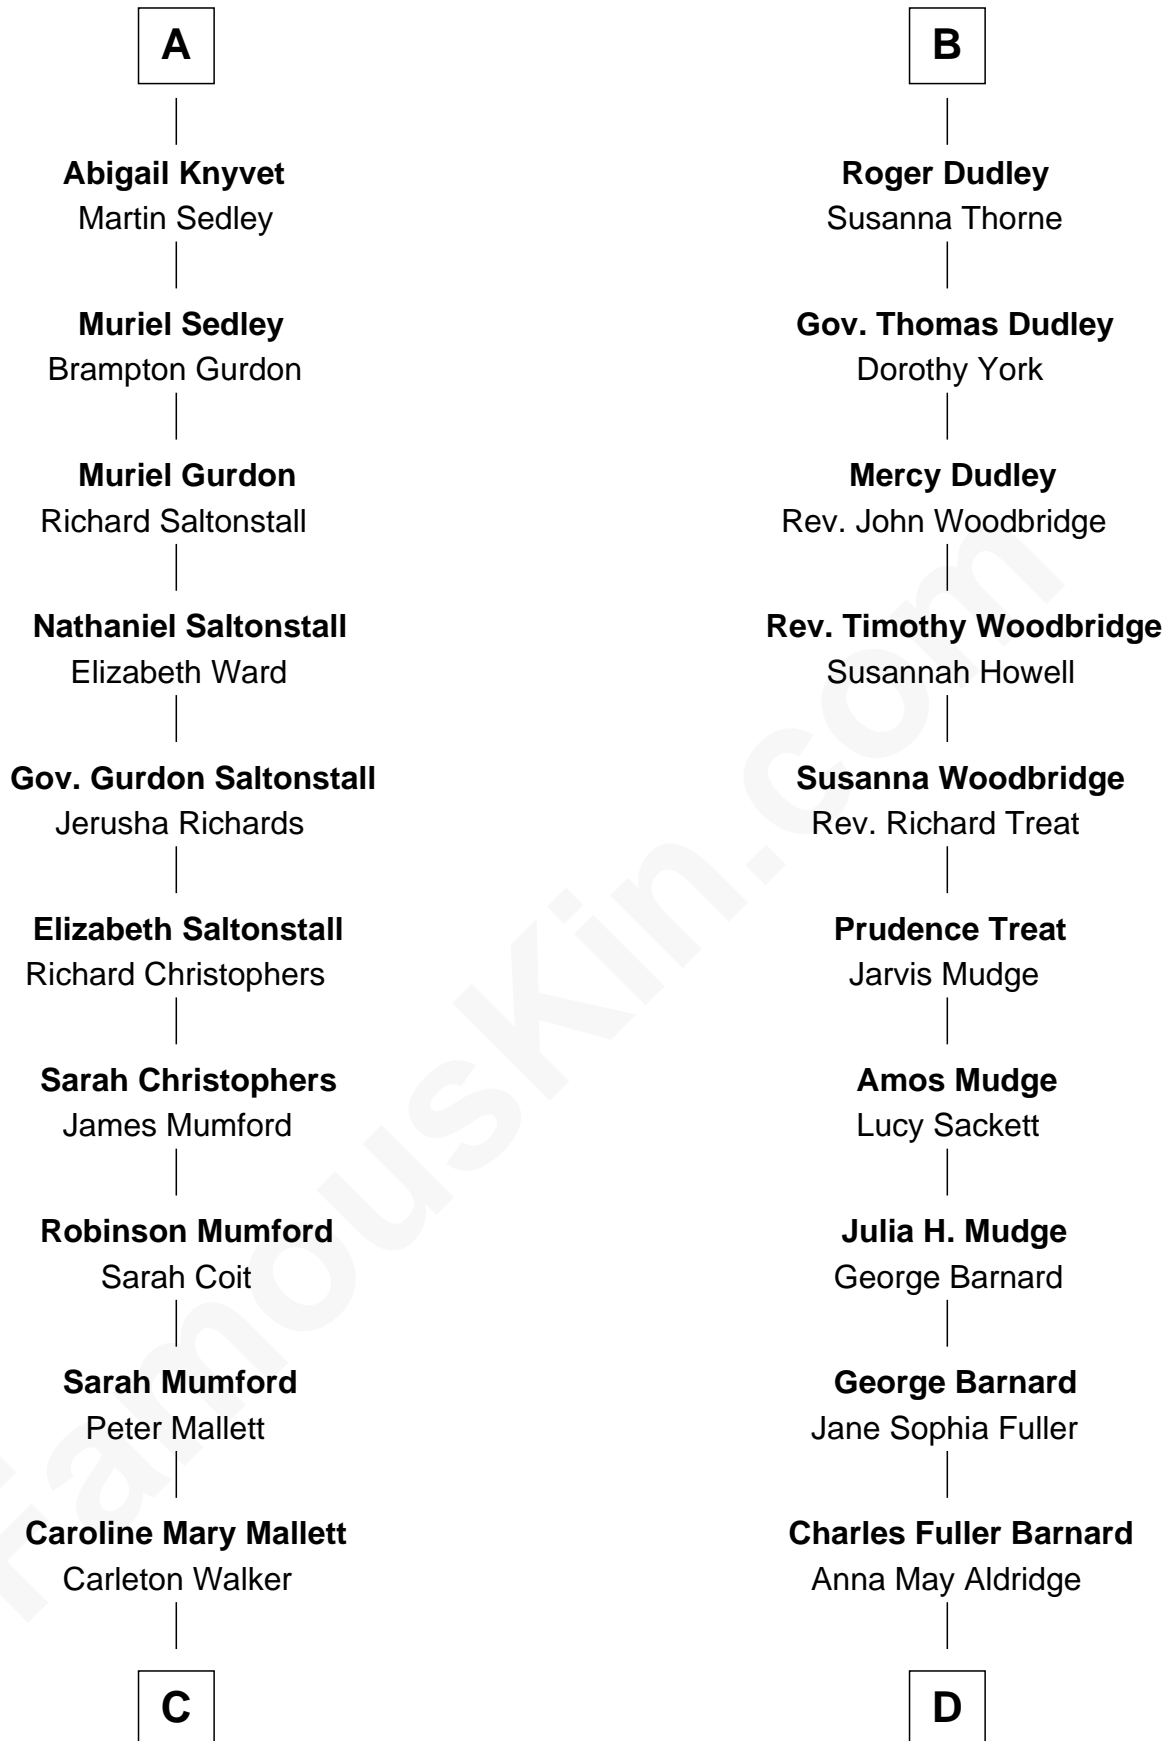 A
Abigail Knyvet
Martin Sedley
Muriel Sedley
Brampton Gurdon
Muriel Gurdon
Richard Saltonstall
Nathaniel Saltonstall
Elizabeth Ward
Gov. Gurdon Saltonstall
Jerusha Richards
Elizabeth Saltonstall
Richard Christophers
Sarah Christophers
James Mumford
Robinson Mumford
Sarah Coit
Sarah Mumford
Peter Mallett
Caroline Mary Mallett
Carleton Walker
C
B
Roger Dudley
Susanna Thorne
Gov. Thomas Dudley
Dorothy York
Mercy Dudley
Rev. John Woodbridge
Rev. Timothy Woodbridge
Susannah Howell
Susanna Woodbridge
Rev. Richard Treat
Prudence Treat
Jarvis Mudge
Amos Mudge
Lucy Sackett
Julia H. Mudge
George Barnard
George Barnard
Jane Sophia Fuller
Charles Fuller Barnard
Anna May Aldridge
D
FamousKin.com